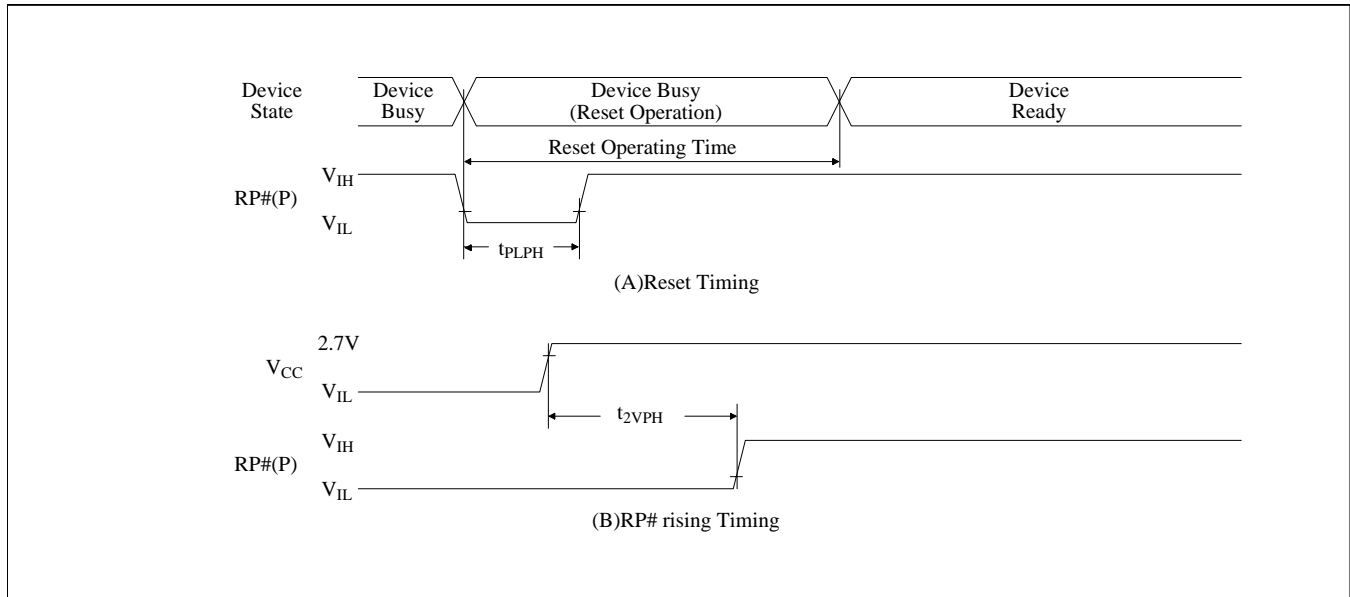 Device
State
Device
Busy
Device Busy
(Reset Operation)
Device
Ready
Reset Operating Time
RP#(P)
VIH
VIL
tPLPH
(A)Reset Timing
2.7V
VCC
VIL
t2VPH
VIH
RP#(P)
VIL
(B)RP# rising Timing